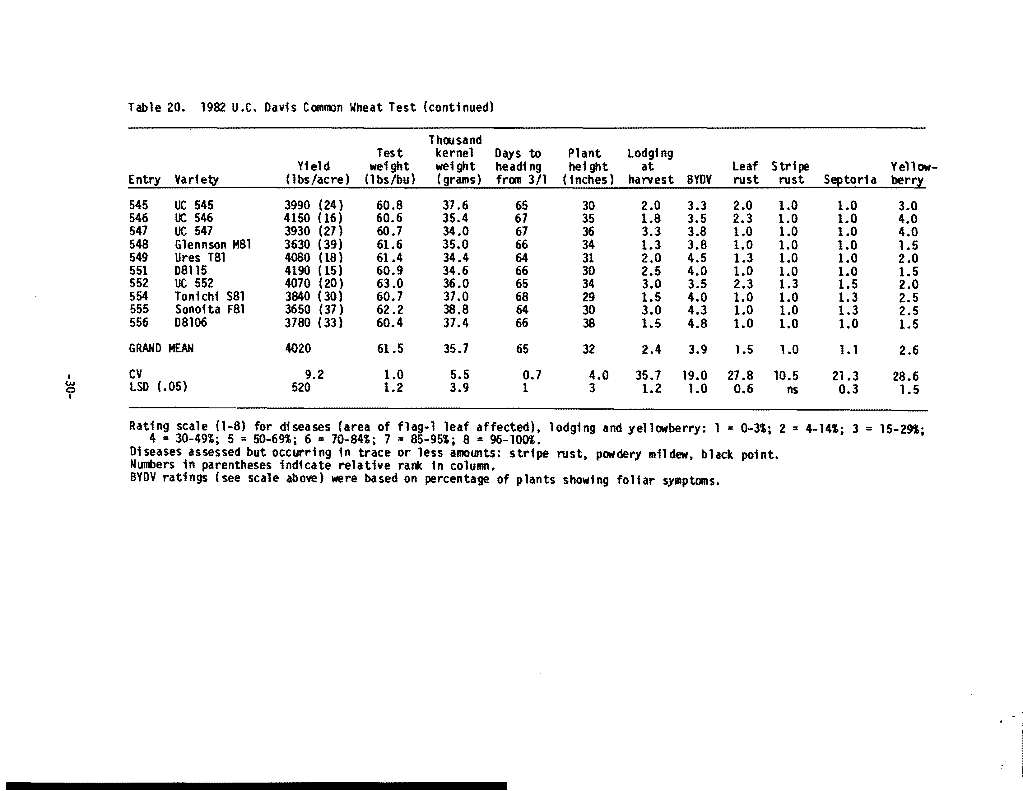 Table 20. 1982 U.C. Davis Common Wheat Test (continued)
Thousand
Test kernel Days to Plant Lodging
Yield weight weight heading height at Leaf Stripe Yellow-
Entry Variety (lbs/acre) (lbs/bu) (grams) from 3/1 (inches) harvest BYDV rust rust Septoria berry
545 UC 545 3990 (24) 60.8 37.6 65 30 2.0 3.3 2.0 1.0 1.0 3.0
546 UC 546 4150 (16) 60.6 35.4 67 35 1.8 3.5 2.3 1.0 1.0 4.0
547 UC 547 3930 (27) 60.7 34.0 67 36 3.3 3.8 1.0 1.0 1.0 4.0
548 Glennson M81 3630 (39) 61.6 35.0 66 34 1.3 3.8 1.0 1.0 1.0 1.5
549 Ures T81 4080 (18) 61.4 34.4 64 31 2.0 4.5 1.3 1.0 1.0 2.0
551 D8115 4190 (15) 60.9 34.6 66 30 2.5 4.0 1.0 1.0 1.0 1.5
552 UC 552 4070 (20) 63.0 36.0 65 34 3.0 3.5 2.3 1.3 1.5 2.0
554 Tonichi S81 3840 (30) 60.7 37.0 68 29 1.5 4.0 1.0 1.0 1.3 2.5
555 Sonoita F81 3650 (37) 62.2 38.8 64 30 3.0 4.3 1.0 1.0 1.3 2.5
556 D8106 3780 (33) 60.4 37.4 66 38 1.5 4.8 1.0 1.0 1.0 1.5
GRAND MEAN 4020 61.5 35.7 65 32 2.4 3.9 1.5 1.0 1.1 2.6
CV 9.2 1.0 5.5 0.7 4.0 35.7 19.0 27.8 10.5 21.3 28.6
LSD (.05) 520 1.2 3.9 1 3 1.2 1.0 0.6 ns 0.3 1.5
Rating scale (1-8) for diseases (area of flag-1 leaf affected), lodging and yellowberry: 1 = 0-3%; 2 = 4-14%; 3 = 15-29%;
4 = 30-49%; 5 = 50-69%; 6 = 70-84%; 7 = 85-95%; 8 = 96-100%.
Diseases assessed but occurring in trace or less amounts: stripe rust, powdery mildew, black point.
Numbers in parentheses indicate relative rank in column.
BYDV ratings (see scale above) were based on percentage of plants showing foliar symptoms.
-30-